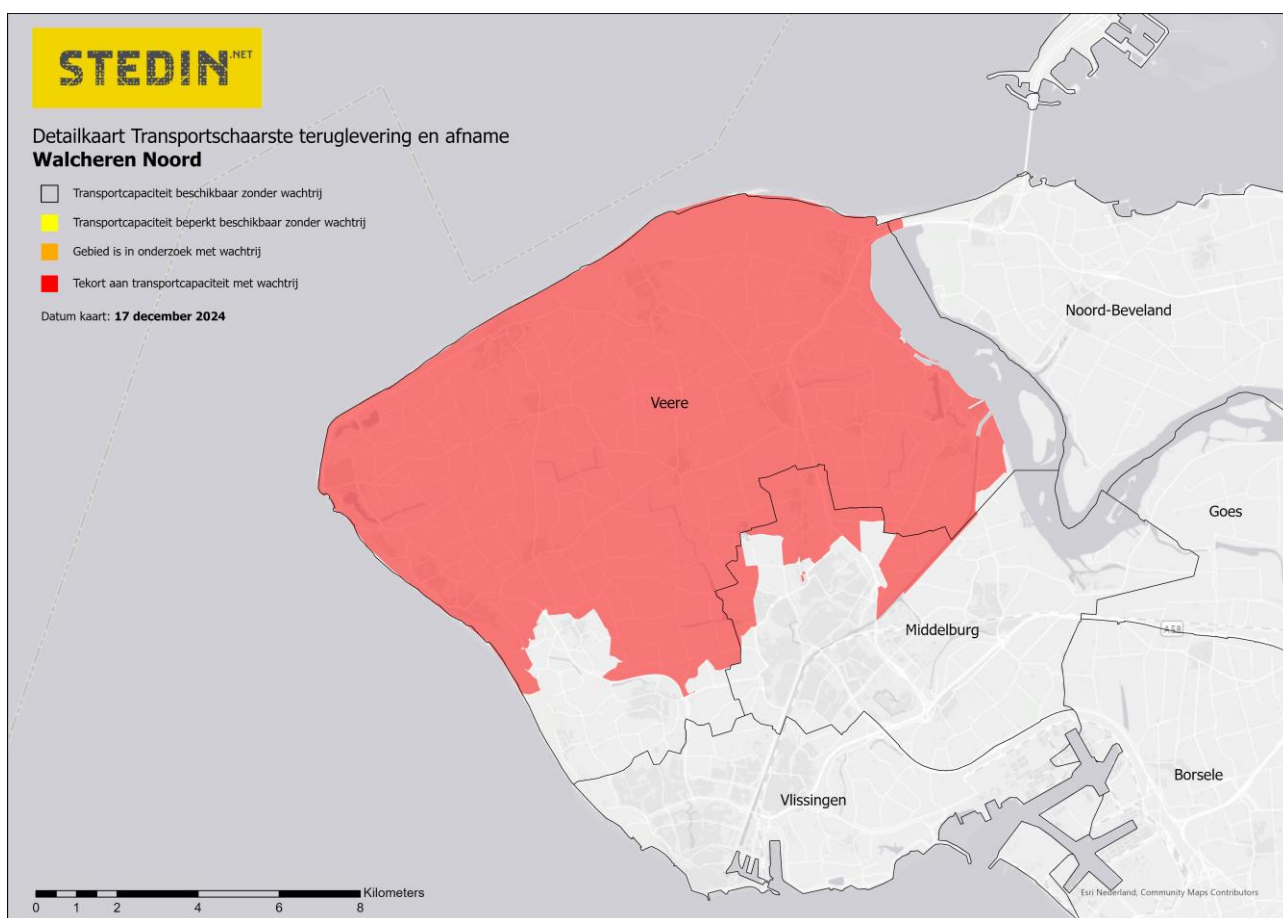 STEDIN.NET
Detailkaart Transportschaarste teruglevering en afname
Walcheren Noord
Transportcapaciteit beschikbaar zonder wachtrij
Transportcapaciteit beperkt beschikbaar zonder wachtrij
Gebied is in onderzoek met wachtrij
Tekort aan transportcapaciteit met wachtrij
Datum kaart: 17 december 2024
Noord-Beveland
Veere
Goes
Middelburg
A58
Borsele
Vlissingen
Kilometers
0 1 2 4 6 8
Esri Nederland, Community Maps Contributors